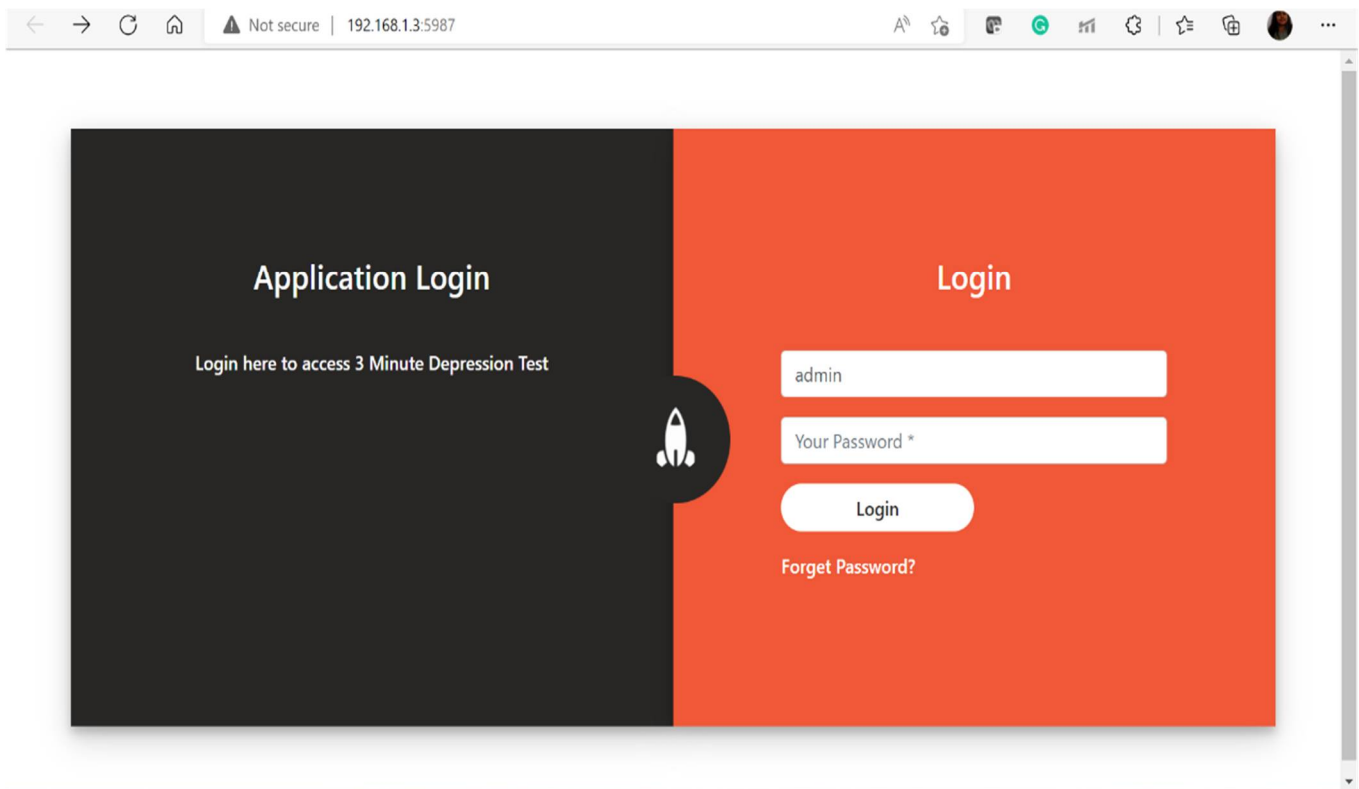 Not secure | 192.168.1.3:5987
Application Login
Login here to access 3 Minute Depression Test
Login
admin
Your Password *
Login
Forget Password?